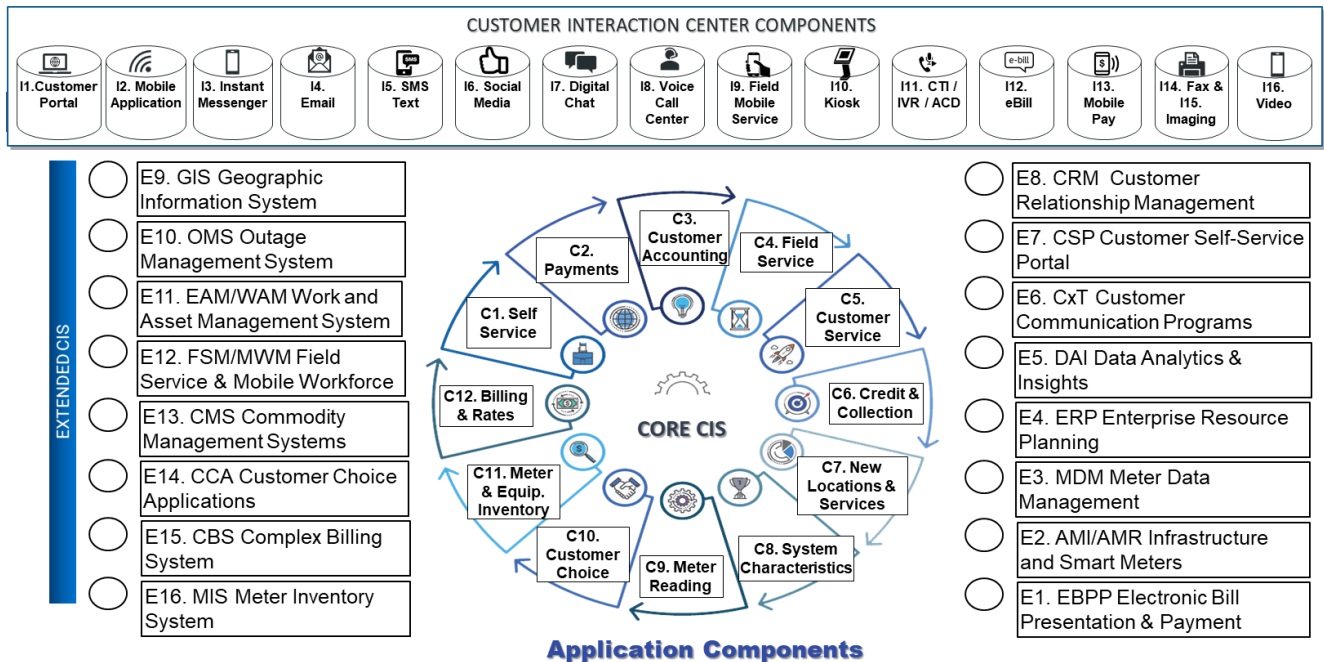 CUSTOMER INTERACTION CENTER COMPONENTS
SMS
e-bill
$
I1.Customer
Portal
I2. Mobile
Application
I3. Instant
Messenger
I4.
Email
I5. SMS
Text
I6. Social
Media
I7. Digital
Chat
I8. Voice
Call
Center
I9. Field
Mobile
Service
I10.
Kiosk
I11. CTI /
IVR / ACD
I12.
eBill
I13.
Mobile
Pay
I14. Fax &
I15.
Imaging
I16.
Video
EXTENDED CIS
E9. GIS Geographic
Information System
E10. OMS Outage
Management System
E11. EAM/WAM Work and
Asset Management System
E12. FSM/MWM Field
Service & Mobile Workforce
E13. CMS Commodity
Management Systems
E14. CCA Customer Choice
Applications
E15. CBS Complex Billing
System
E16. MIS Meter Inventory
System
C1. Self
Service
C2.
Payments
C3.
Customer
Accounting
C4. Field
Service
C5.
Customer
Service
C6. Credit &
Collection
C7. New
Locations &
Services
C8. System
Characteristics
C9. Meter
Reading
C10.
Customer
Choice
C11. Meter
& Equip.
Inventory
C12. Billing
& Rates
$
$
1
CORE CIS
E8. CRM Customer
Relationship Management
E7. CSP Customer Self-Service
Portal
E6. CxT Customer
Communication Programs
E5. DAI Data Analytics &
Insights
E4. ERP Enterprise Resource
Planning
E3. MDM Meter Data
Management
E2. AMI/AMR Infrastructure
and Smart Meters
E1. EBPP Electronic Bill
Presentation & Payment
Application Components